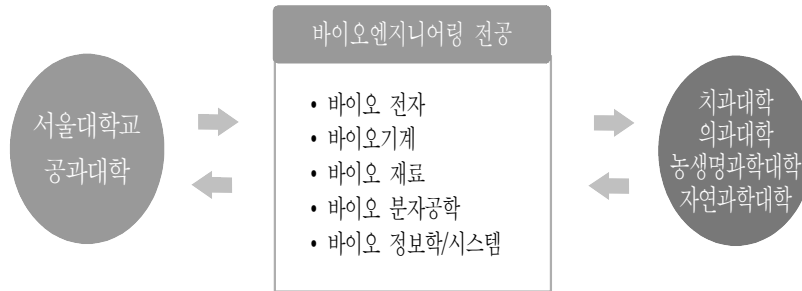 바이오엔지니어링 전공
서울대학교
공과대학
• 바이오 전자
• 바이오기계
• 바이오 재료
• 바이오 분자공학
• 바이오 정보학/시스템
치과대학
의과대학
농생명과학대학
자연과학대학